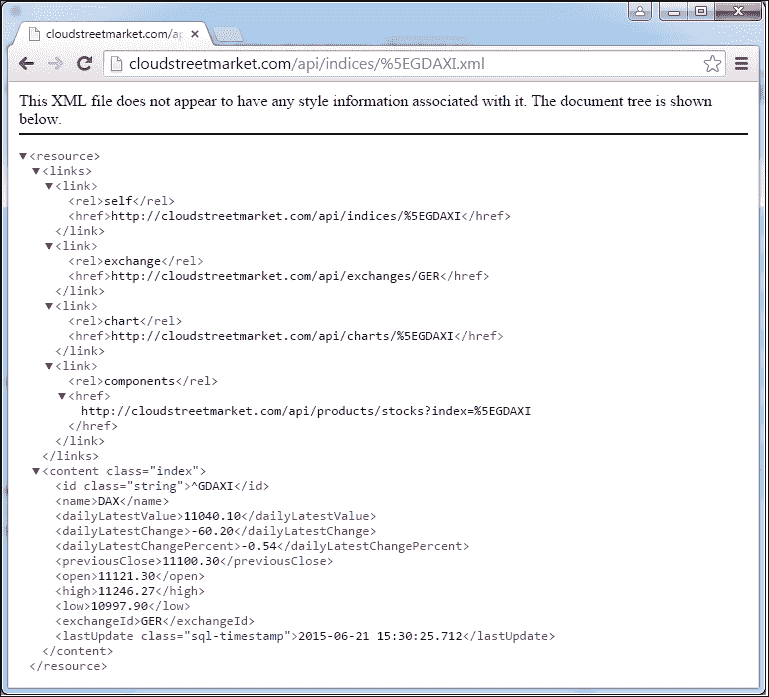 cloudstreetmarket.com/ap
cloudstreetmarket.com/api/indices/%5EGDAXI.xml
This XML file does not appear to have any style information associated with it. The document tree is shown
below.
▼<resource>
▼<links>
▼<link>
<rel>self</rel>
<href>http://cloudstreetmarket.com/api/indices/%5EGDAXI</href>
</link>
▼<link>
<rel>exchange</rel>
<href>http://cloudstreetmarket.com/api/exchanges/GER</href>
</link>
▼<link>
<rel>chart</rel>
<href>http://cloudstreetmarket.com/api/charts/%5EGDAXI</href>
</link>
▼<link>
<rel>components</rel>
▼<href>
http://cloudstreetmarket.com/api/products/stocks?index=%5EGDAXI
</href>
</link>
</links>
▼<content class="index">
<id class="string">^GDAXI</id>
<name>DAX</name>
<dailyLatestValue>11040.10</dailyLatestValue>
<dailyLatestChange>-60.20</dailyLatestChange>
<dailyLatestChangePercent>-0.54</dailyLatestChangePercent>
<previousClose>11100.30</previousClose>
<open>11121.30</open>
<high>11246.27</high>
<low>10997.90</low>
<exchangeId>GER</exchangeId>
<lastUpdate class="sql-timestamp">2015-06-21 15:30:25.712</lastUpdate>
</content>
</resource>